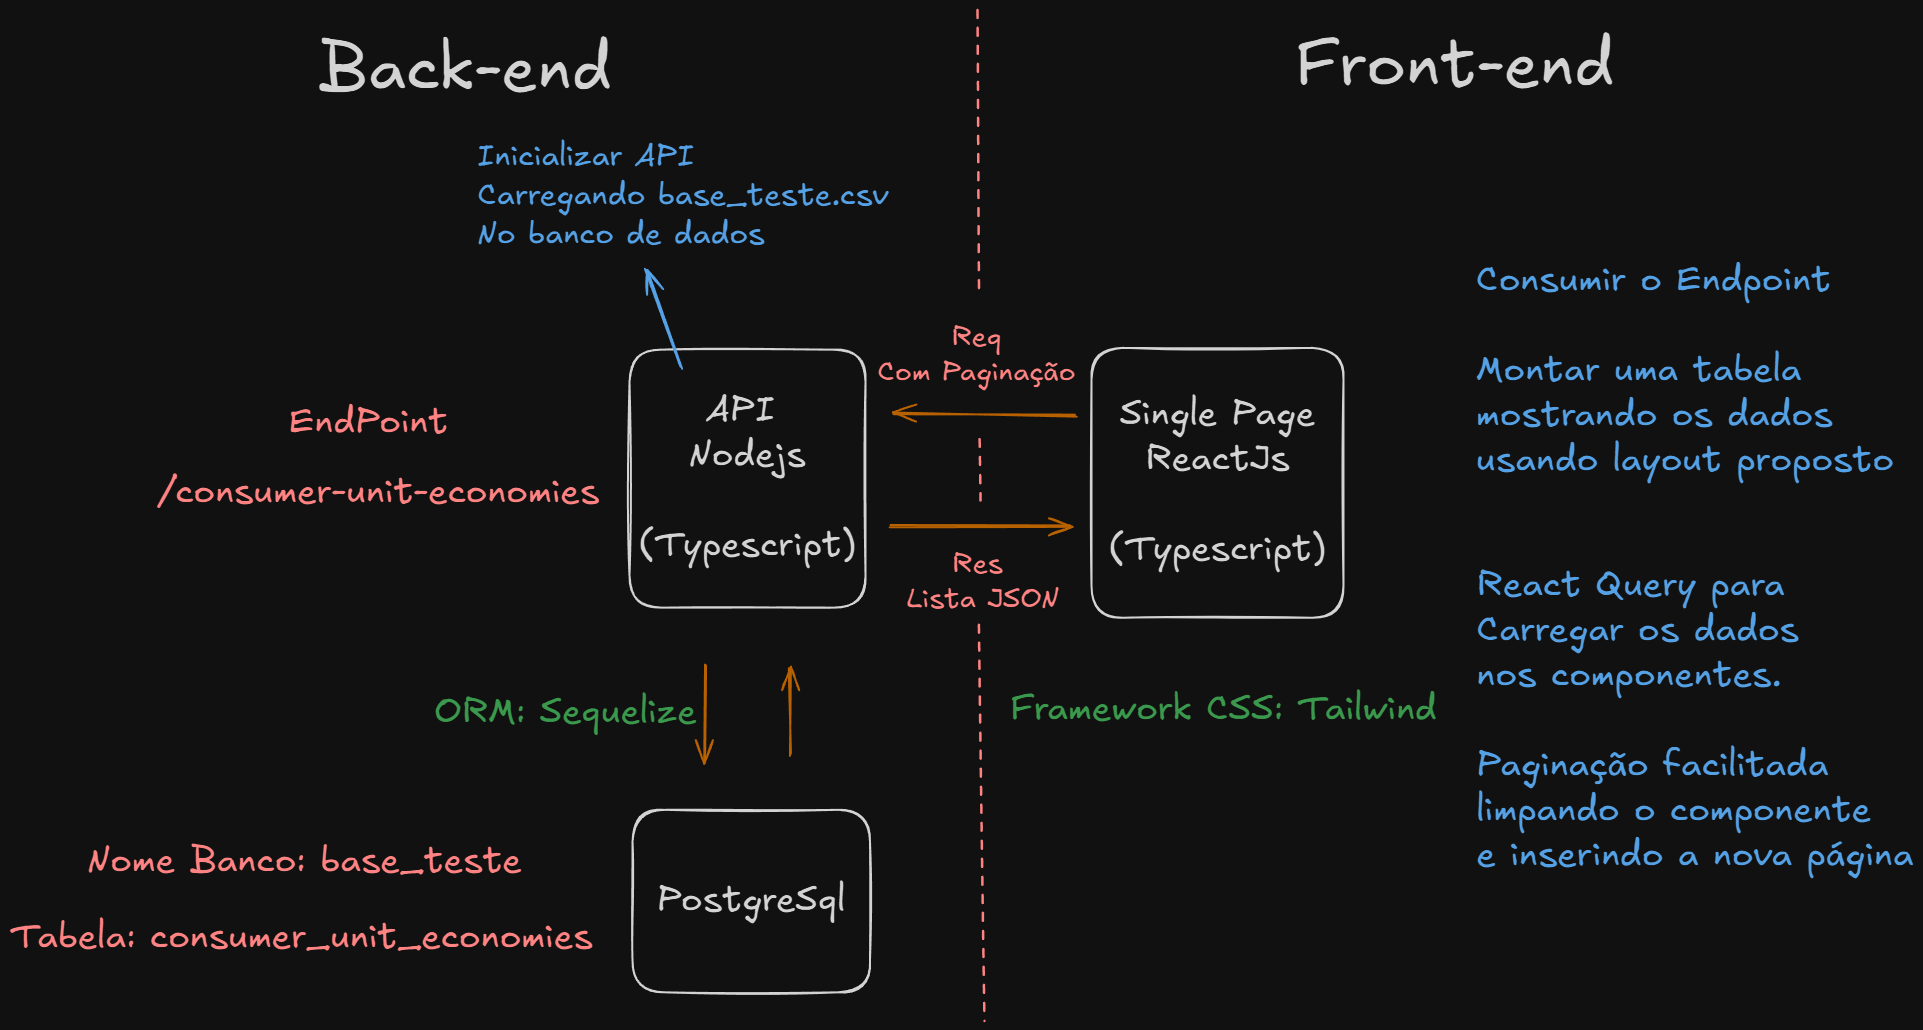 Back-end
Front-end
Inicializar API
Carregando base_teste.csv
No banco de dados
EndPoint
/consumer-unit-economies
API
Nodejs
(Typescript)
Req
Com Paginação
Res
Lista JSON
Single Page
ReactJs
(Typescript)
Consumir o Endpoint
Montar uma tabela
mostrando os dados
usando layout proposto
React Query para
Carregar os dados
nos componentes.
Paginação facilitada
limpando o componente
e inserindo a nova página
ORM: Sequelize
Framework CSS: Tailwind
Nome Banco: base_teste
Tabela: consumer_unit_economies
PostgreSql